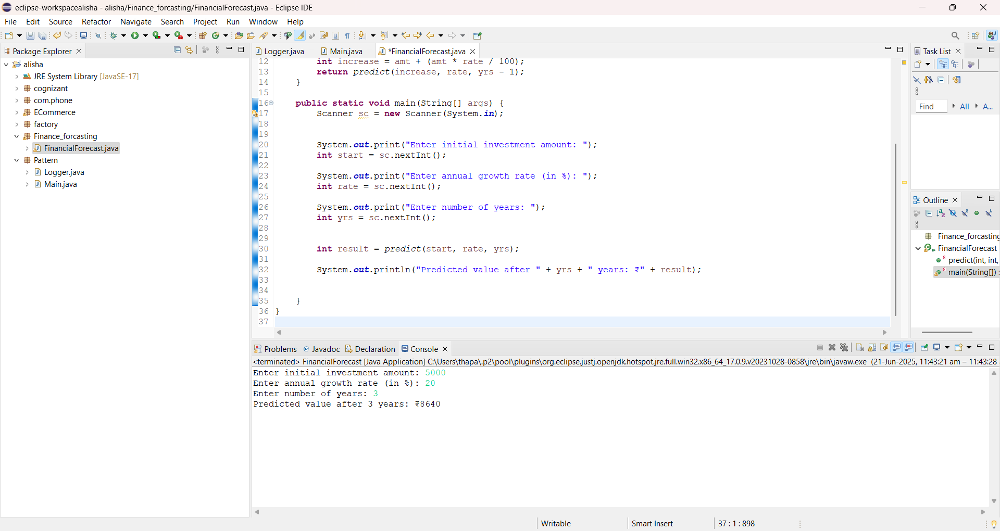 eclipse-workspacealisha - alisha/Finance_forcasting/FinancialForecast.java - Eclipse IDE
File Edit Source Refactor Navigate Search Project Run Window Help
Package Explorer
alisha
JRE System Library [JavaSE-17]
cognizant
com.phone
ECommerce
factory
Finance_forcasting
FinancialForecast.java
Pattern
Logger.java
Main.java
Logger.java Main.java *FinancialForecast.java
12 int increase = amt + (amt * rate / 100);
13 return predict(increase, rate, yrs - 1);
14 }
15
16 public static void main(String[] args) {
17 Scanner sc = new Scanner(System.in);
18
19
20 System.out.print("Enter initial investment amount: ");
21 int start = sc.nextInt();
22
23 System.out.print("Enter annual growth rate (in %): ");
24 int rate = sc.nextInt();
25
26 System.out.print("Enter number of years: ");
27 int yrs = sc.nextInt();
28
29
30 int result = predict(start, rate, yrs);
31
32 System.out.println("Predicted value after " + yrs + " years: ₹" + result);
33
34
35 }
36 }
37
Task List
Find All A...
Outline
Finance_forcasting
FinancialForecast
predict(int, int,
main(String[]) :
Problems Javadoc Declaration Console
<terminated> FinancialForecast [Java Application] C:\Users\thapa\.p2\pool\plugins\org.eclipse.justj.openjdk.hotspot.jre.full.win32.x86_64_17.0.9.v20231028-0858\jre\bin\javaw.exe (21-Jun-2025, 11:43:21 am – 11:43:28
Enter initial investment amount: 5000
Enter annual growth rate (in %): 20
Enter number of years: 3
Predicted value after 3 years: ₹8640
Writable Smart Insert 37 : 1 : 898